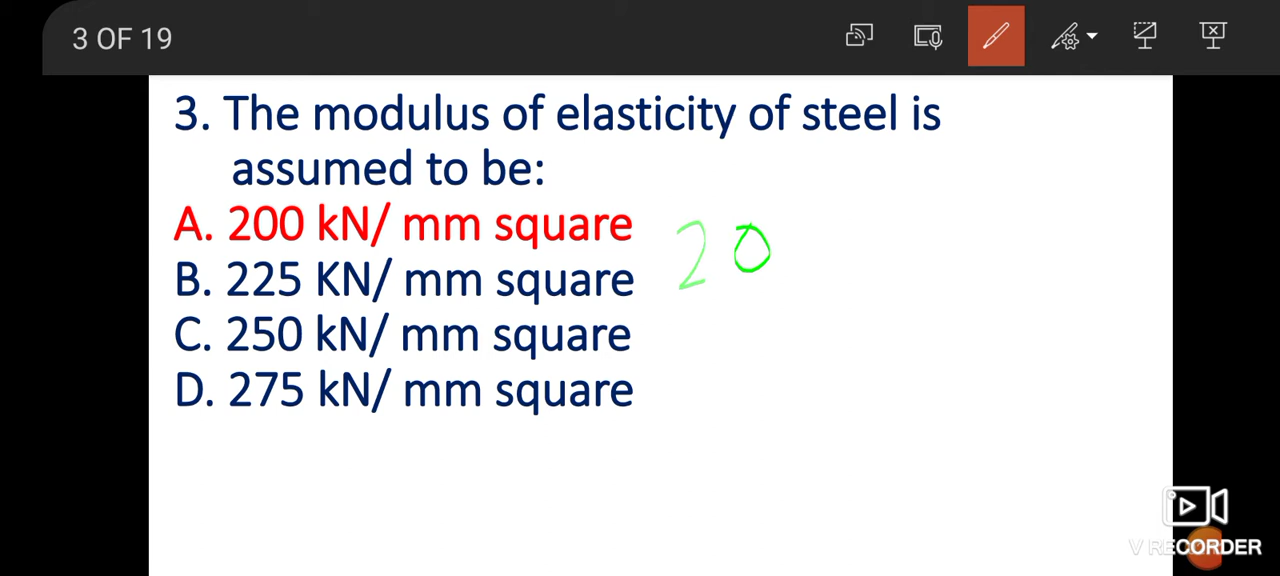 3 OF 19
3. The modulus of elasticity of steel is
assumed to be:
A. 200 kN/ mm square
20
B. 225 KN/ mm square
C. 250 kN/ mm square
D. 275 kN/ mm square
V RECORDER